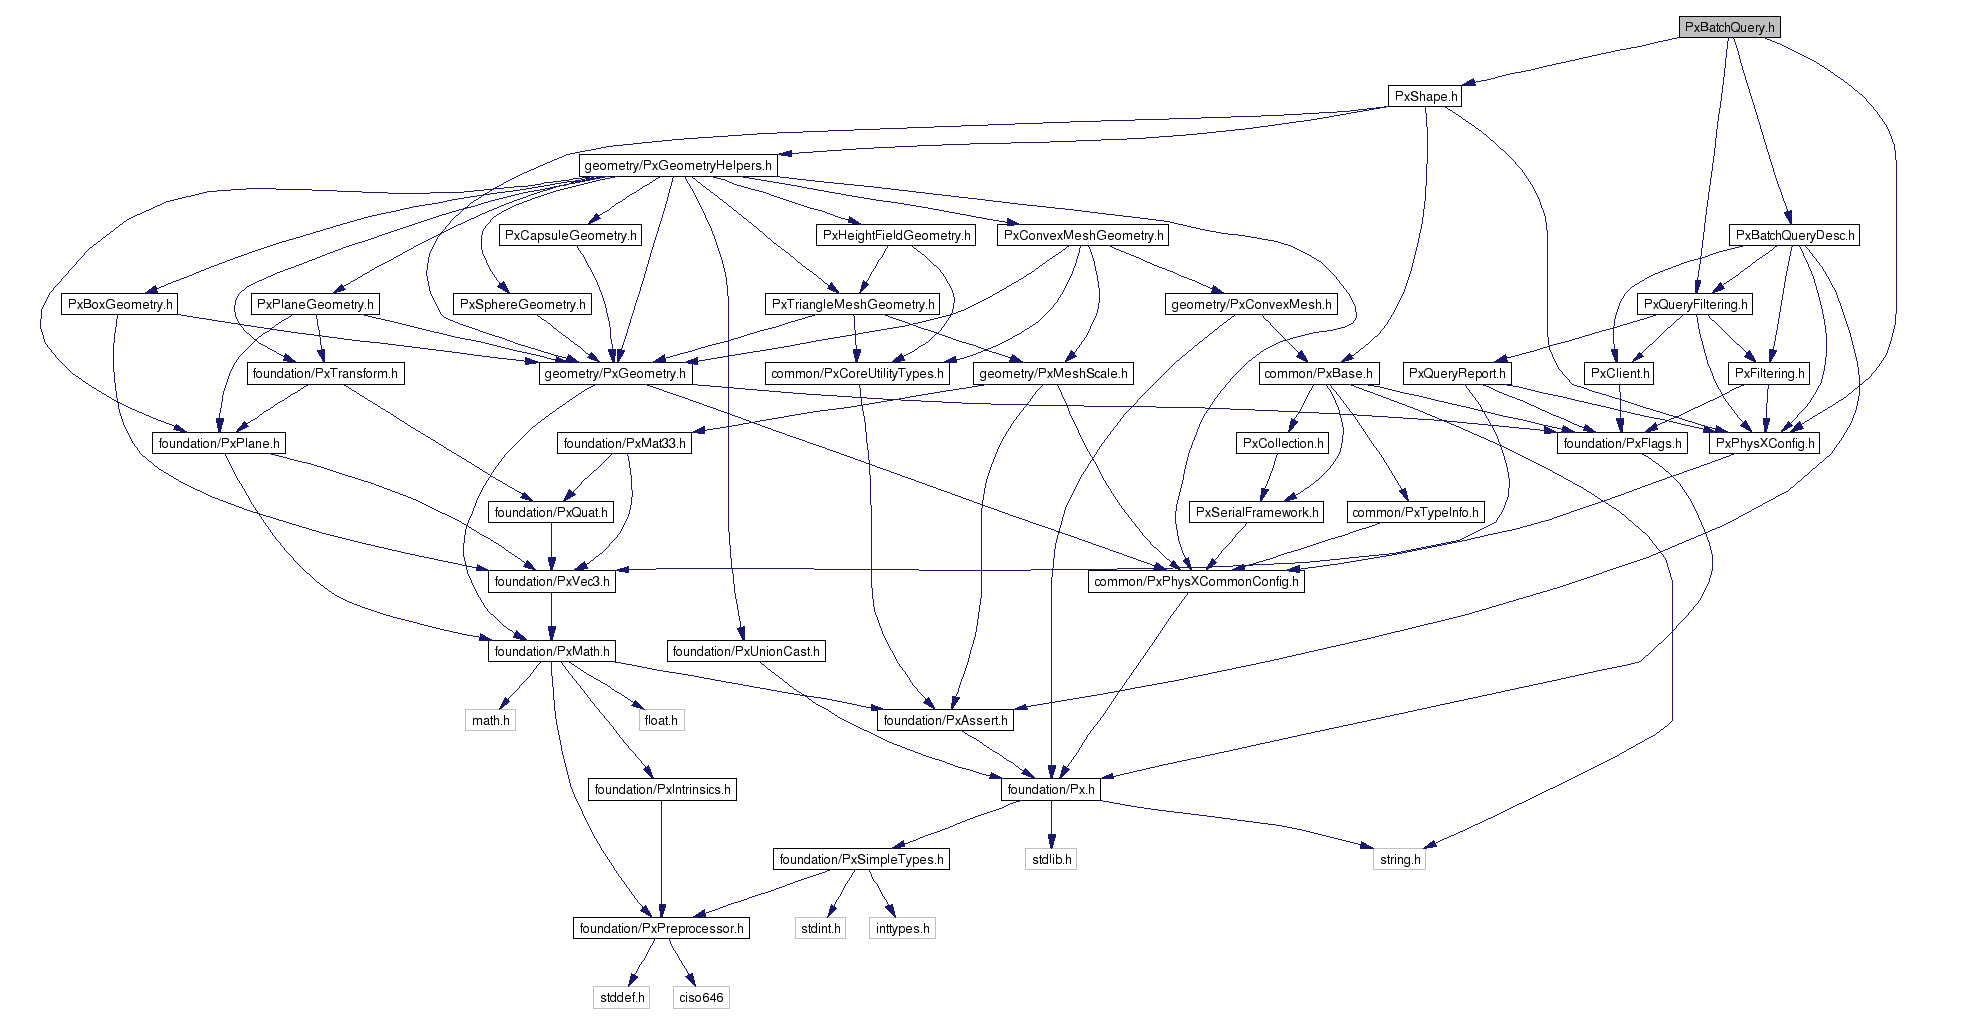 PxBatchQuery.h
PxShape.h
geometry/PxGeometryHelpers.h
PxCapsuleGeometry.h
PxHeightFieldGeometry.h
PxConvexMeshGeometry.h
PxBatchQueryDesc.h
PxBoxGeometry.h
PxPlaneGeometry.h
PxSphereGeometry.h
PxTriangleMeshGeometry.h
geometry/PxConvexMesh.h
PxQueryFiltering.h
foundation/PxTransform.h
geometry/PxGeometry.h
common/PxCoreUtilityTypes.h
geometry/PxMeshScale.h
common/PxBase.h
PxQueryReport.h
PxClient.h
PxFiltering.h
foundation/PxPlane.h
foundation/PxMat33.h
PxCollection.h
foundation/PxFlags.h
PxPhysXConfig.h
foundation/PxQuat.h
PxSerialFramework.h
common/PxTypeInfo.h
foundation/PxVec3.h
common/PxPhysXCommonConfig.h
foundation/PxMath.h
foundation/PxUnionCast.h
math.h
float.h
foundation/PxAssert.h
foundation/PxIntrinsics.h
foundation/Px.h
foundation/PxSimpleTypes.h
stdlib.h
string.h
foundation/PxPreprocessor.h
stdint.h
inttypes.h
stddef.h
ciso646